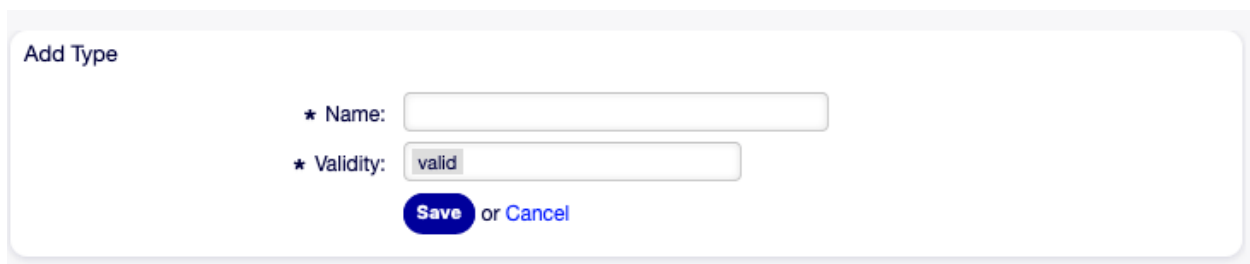 Add Type
★ Name:
★ Validity: valid
Save or Cancel